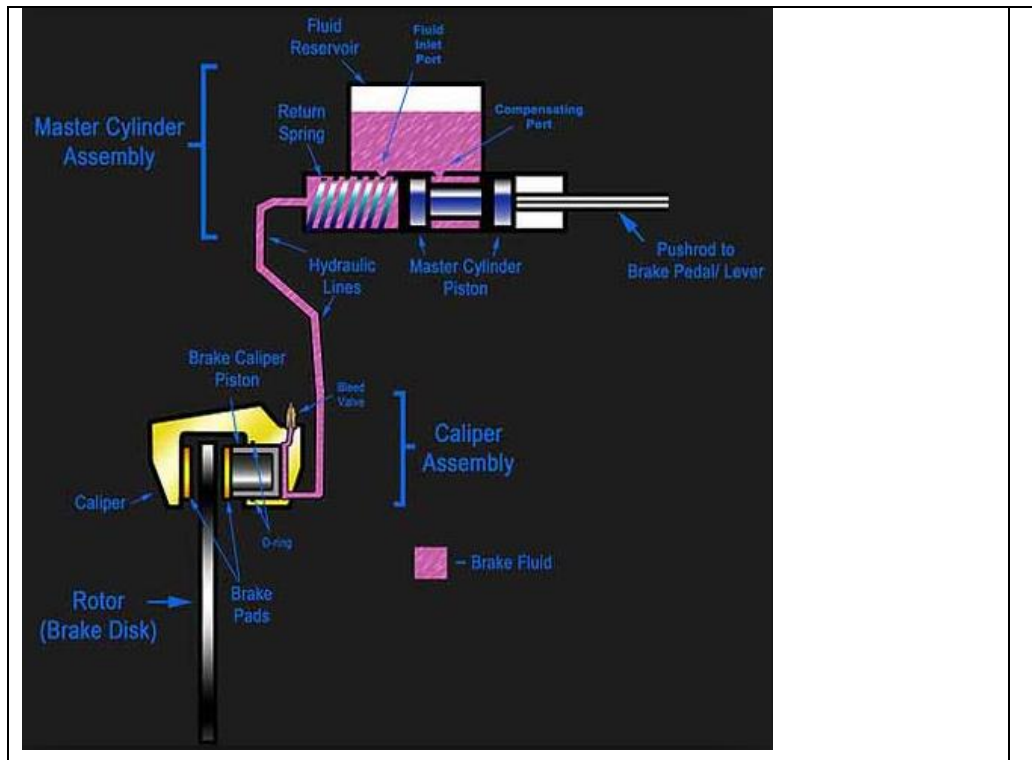 Fluid
Reservoir
Fluid
Inlet
Port
Master Cylinder
Assembly
Return
Spring
Compensating
Port
Hydraulic
Lines
Master Cylinder
Piston
Pushrod to
Brake Pedal/ Lever
Brake Caliper
Piston
Bleed
Valve
Caliper
Assembly
Caliper
O-ring
– Brake Fluid
Rotor
(Brake Disk)
Brake
Pads